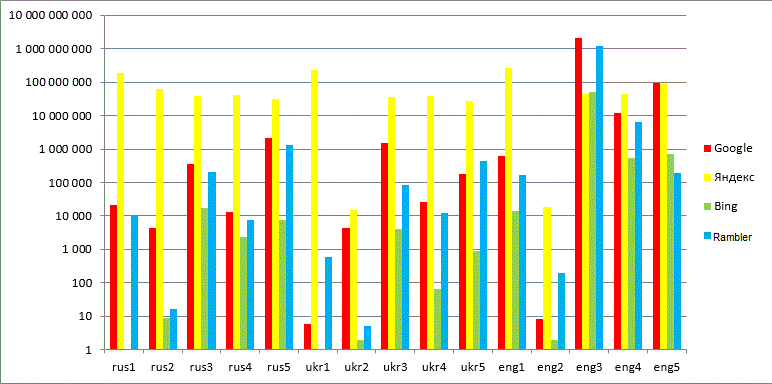 10 000 000 000
1 000 000 000
100 000 000
10 000 000
1 000 000
100 000
10 000
1 000
100
10
1
rus1 rus2 rus3 rus4 rus5 ukr1 ukr2 ukr3 ukr4 ukr5 eng1 eng2 eng3 eng4 eng5
Google
Яндекс
Bing
Rambler